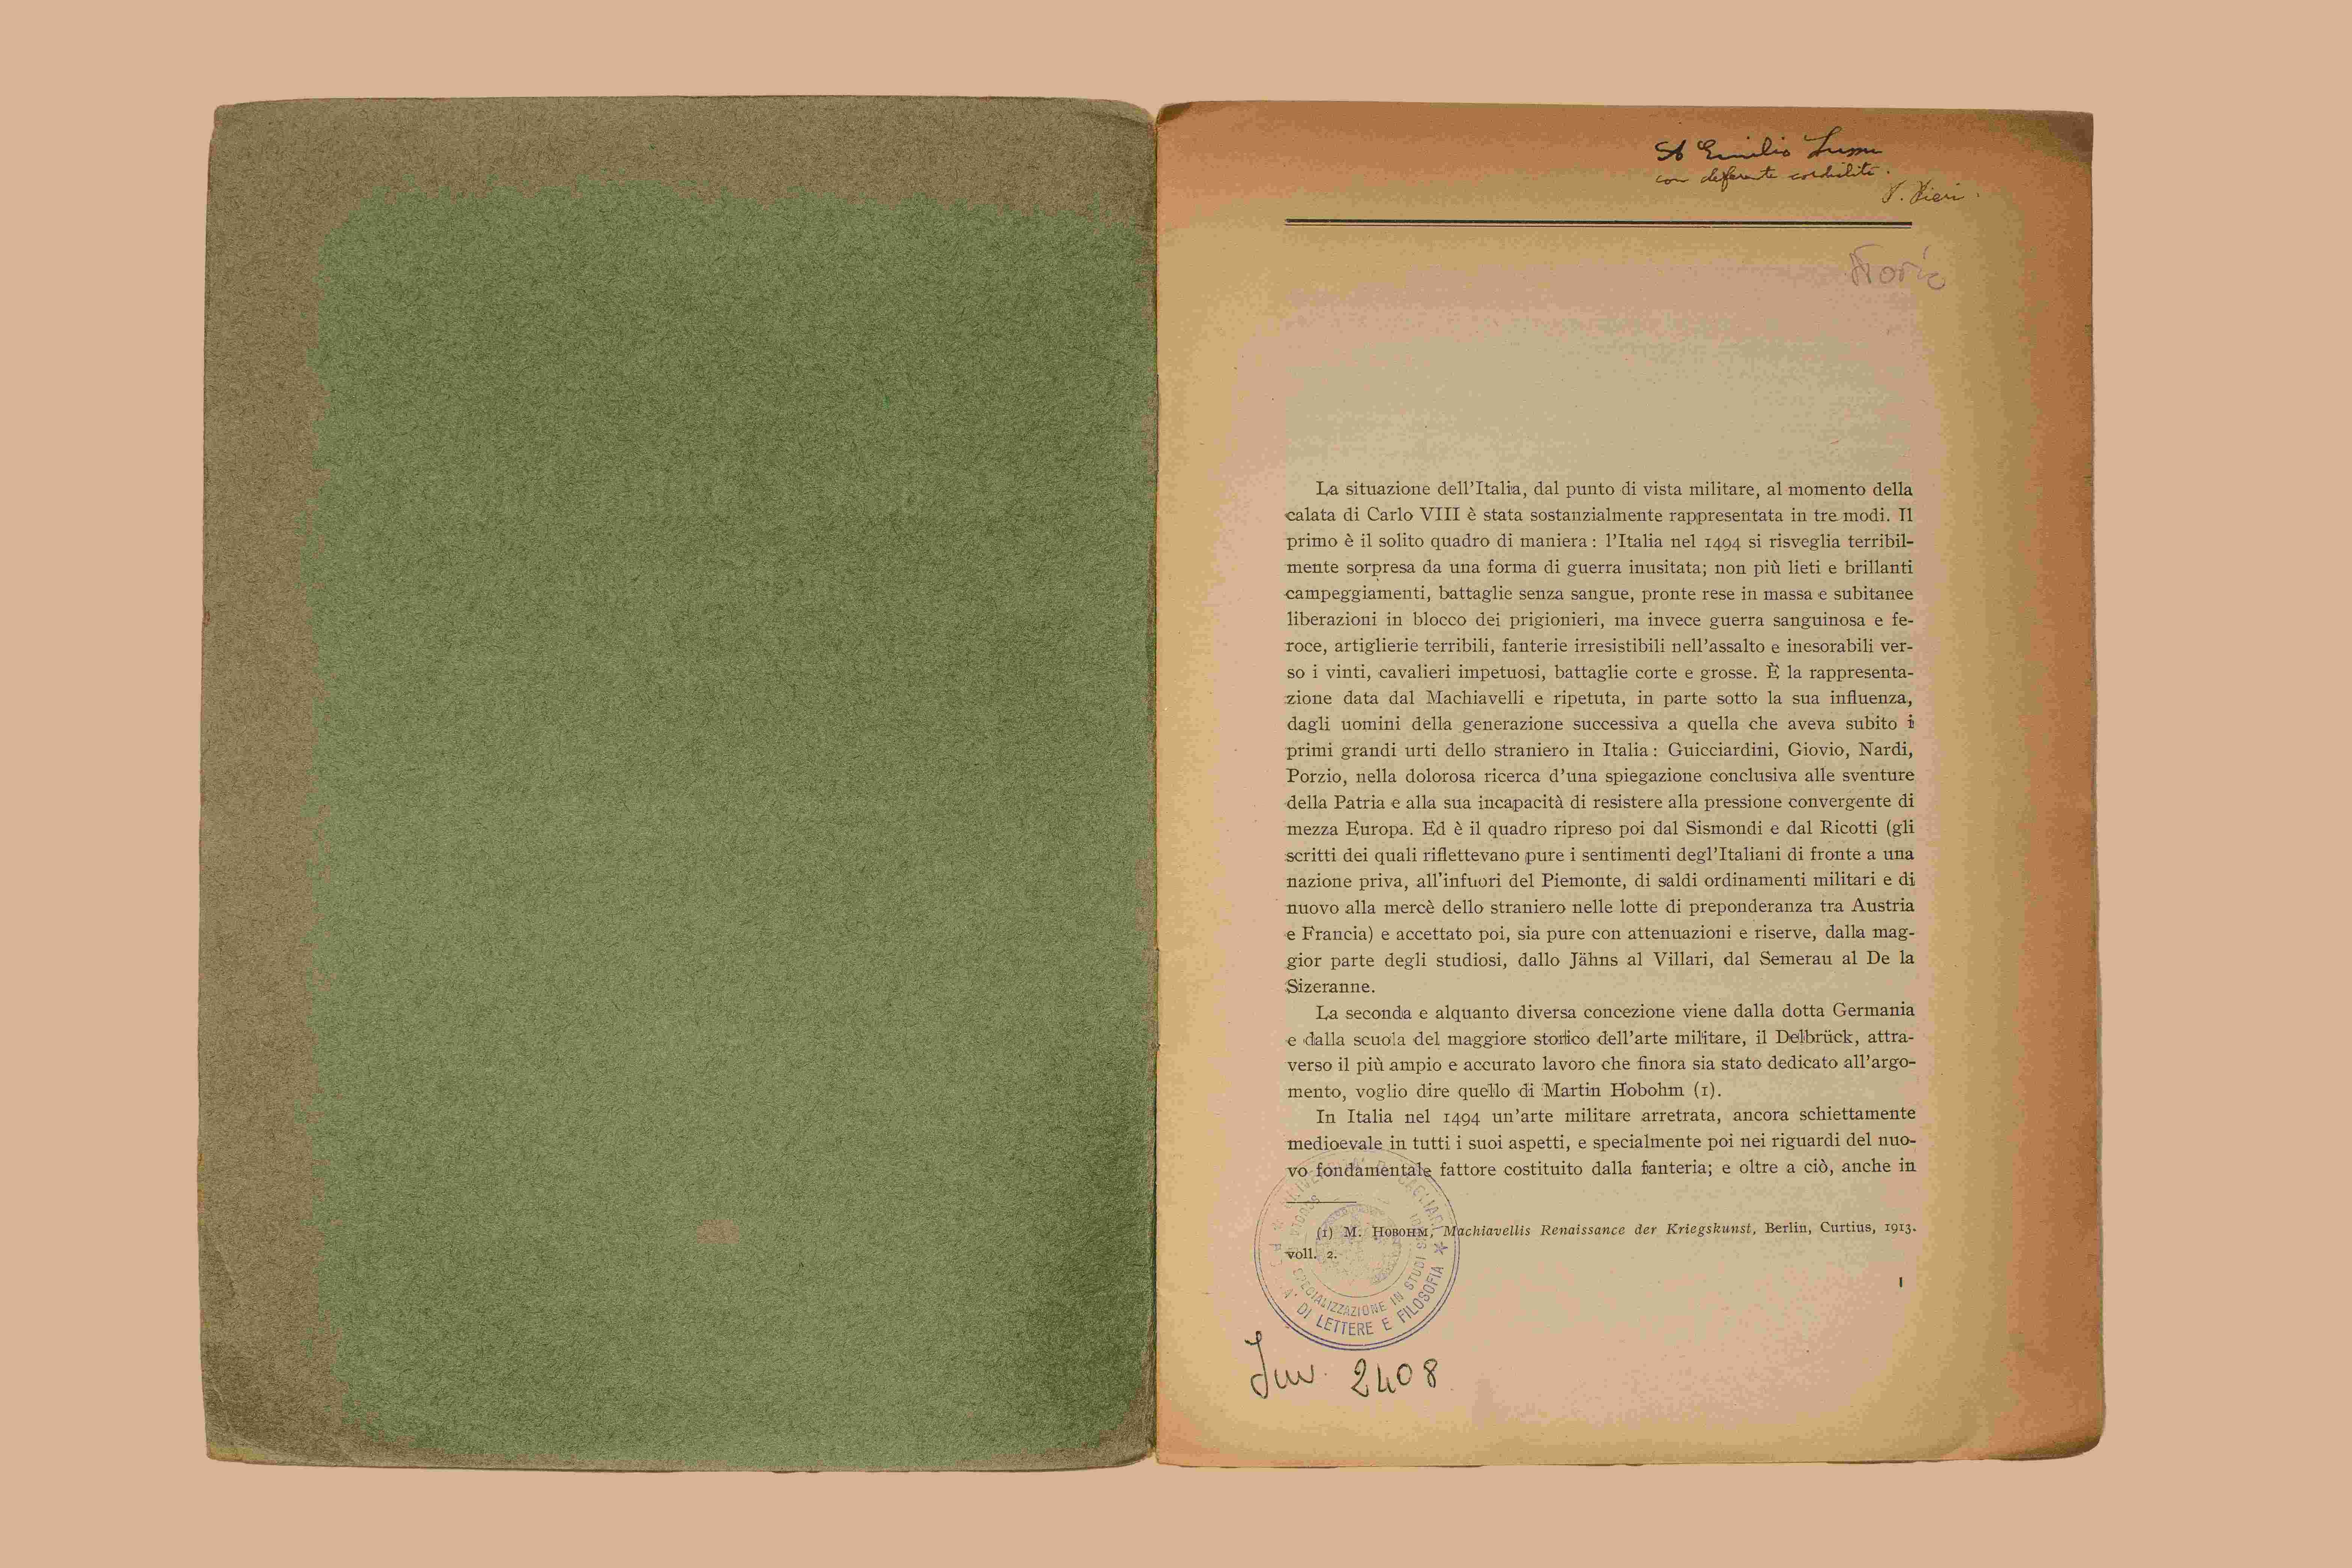 A Emilio Lussu
con deferente cordialità.
P. Pieri.
Storia
La situazione dell'Italia, dal punto di vista militare, al momento della
calata di Carlo VIII è stata sostanzialmente rappresentata in tre modi. Il
primo è il solito quadro di maniera : l'Italia nel 1494 si risveglia terribil-
mente sorpresa da una forma di guerra inusitata; non più lieti e brillanti
campeggiamenti, battaglie senza sangue, pronte rese in massa e subitanee
liberazioni in blocco dei prigionieri, ma invece guerra sanguinosa e fe-
roce, artiglierie terribili, fanterie irresistibili nell'assalto e inesorabili ver-
so i vinti, cavalieri impetuosi, battaglie corte e grosse. È la rappresenta-
zione data dal Machiavelli e ripetuta, in parte sotto la sua influenza,
dagli uomini della generazione successiva a quella che aveva subito i
primi grandi urti dello straniero in Italia : Guicciardini, Giovio, Nardi,
Porzio, nella dolorosa ricerca d'una spiegazione conclusiva alle sventure
della Patria e alla sua incapacità di resistere alla pressione convergente di
mezza Europa. Ed è il quadro ripreso poi dal Sismondi e dal Ricotti (gli
scritti dei quali riflettevano pure i sentimenti degl'Italiani di fronte a una
nazione priva, all'infuori del Piemonte, di saldi ordinamenti militari e di
nuovo alla mercè dello straniero nelle lotte di preponderanza tra Austria
e Francia) e accettato poi, sia pure con attenuazioni e riserve, dalla mag-
gior parte degli studiosi, dallo Jähns al Villari, dal Semerau al De la
Sizeranne.
La seconda e alquanto diversa concezione viene dalla dotta Germania
e dalla scuola del maggiore storico dell'arte militare, il Delbrück, attra-
verso il più ampio e accurato lavoro che finora sia stato dedicato all'argo-
mento, voglio dire quello di Martin Hobohm (1).
In Italia nel 1494 un'arte militare arretrata, ancora schiettamente
medioevale in tutti i suoi aspetti, e specialmente poi nei riguardi del nuo-
vo fondamentale fattore costituito dalla fanteria; e oltre a ciò, anche in
(1) M. HOBOHM, Machiavellis Renaissance der Kriegskunst, Berlin, Curtius, 1913.
voll. 2.
1
CAGLIARI
DI LETTERE E FILOSOFIA
SPECIALIZZAZIONE IN STUDI
Inv. 2408